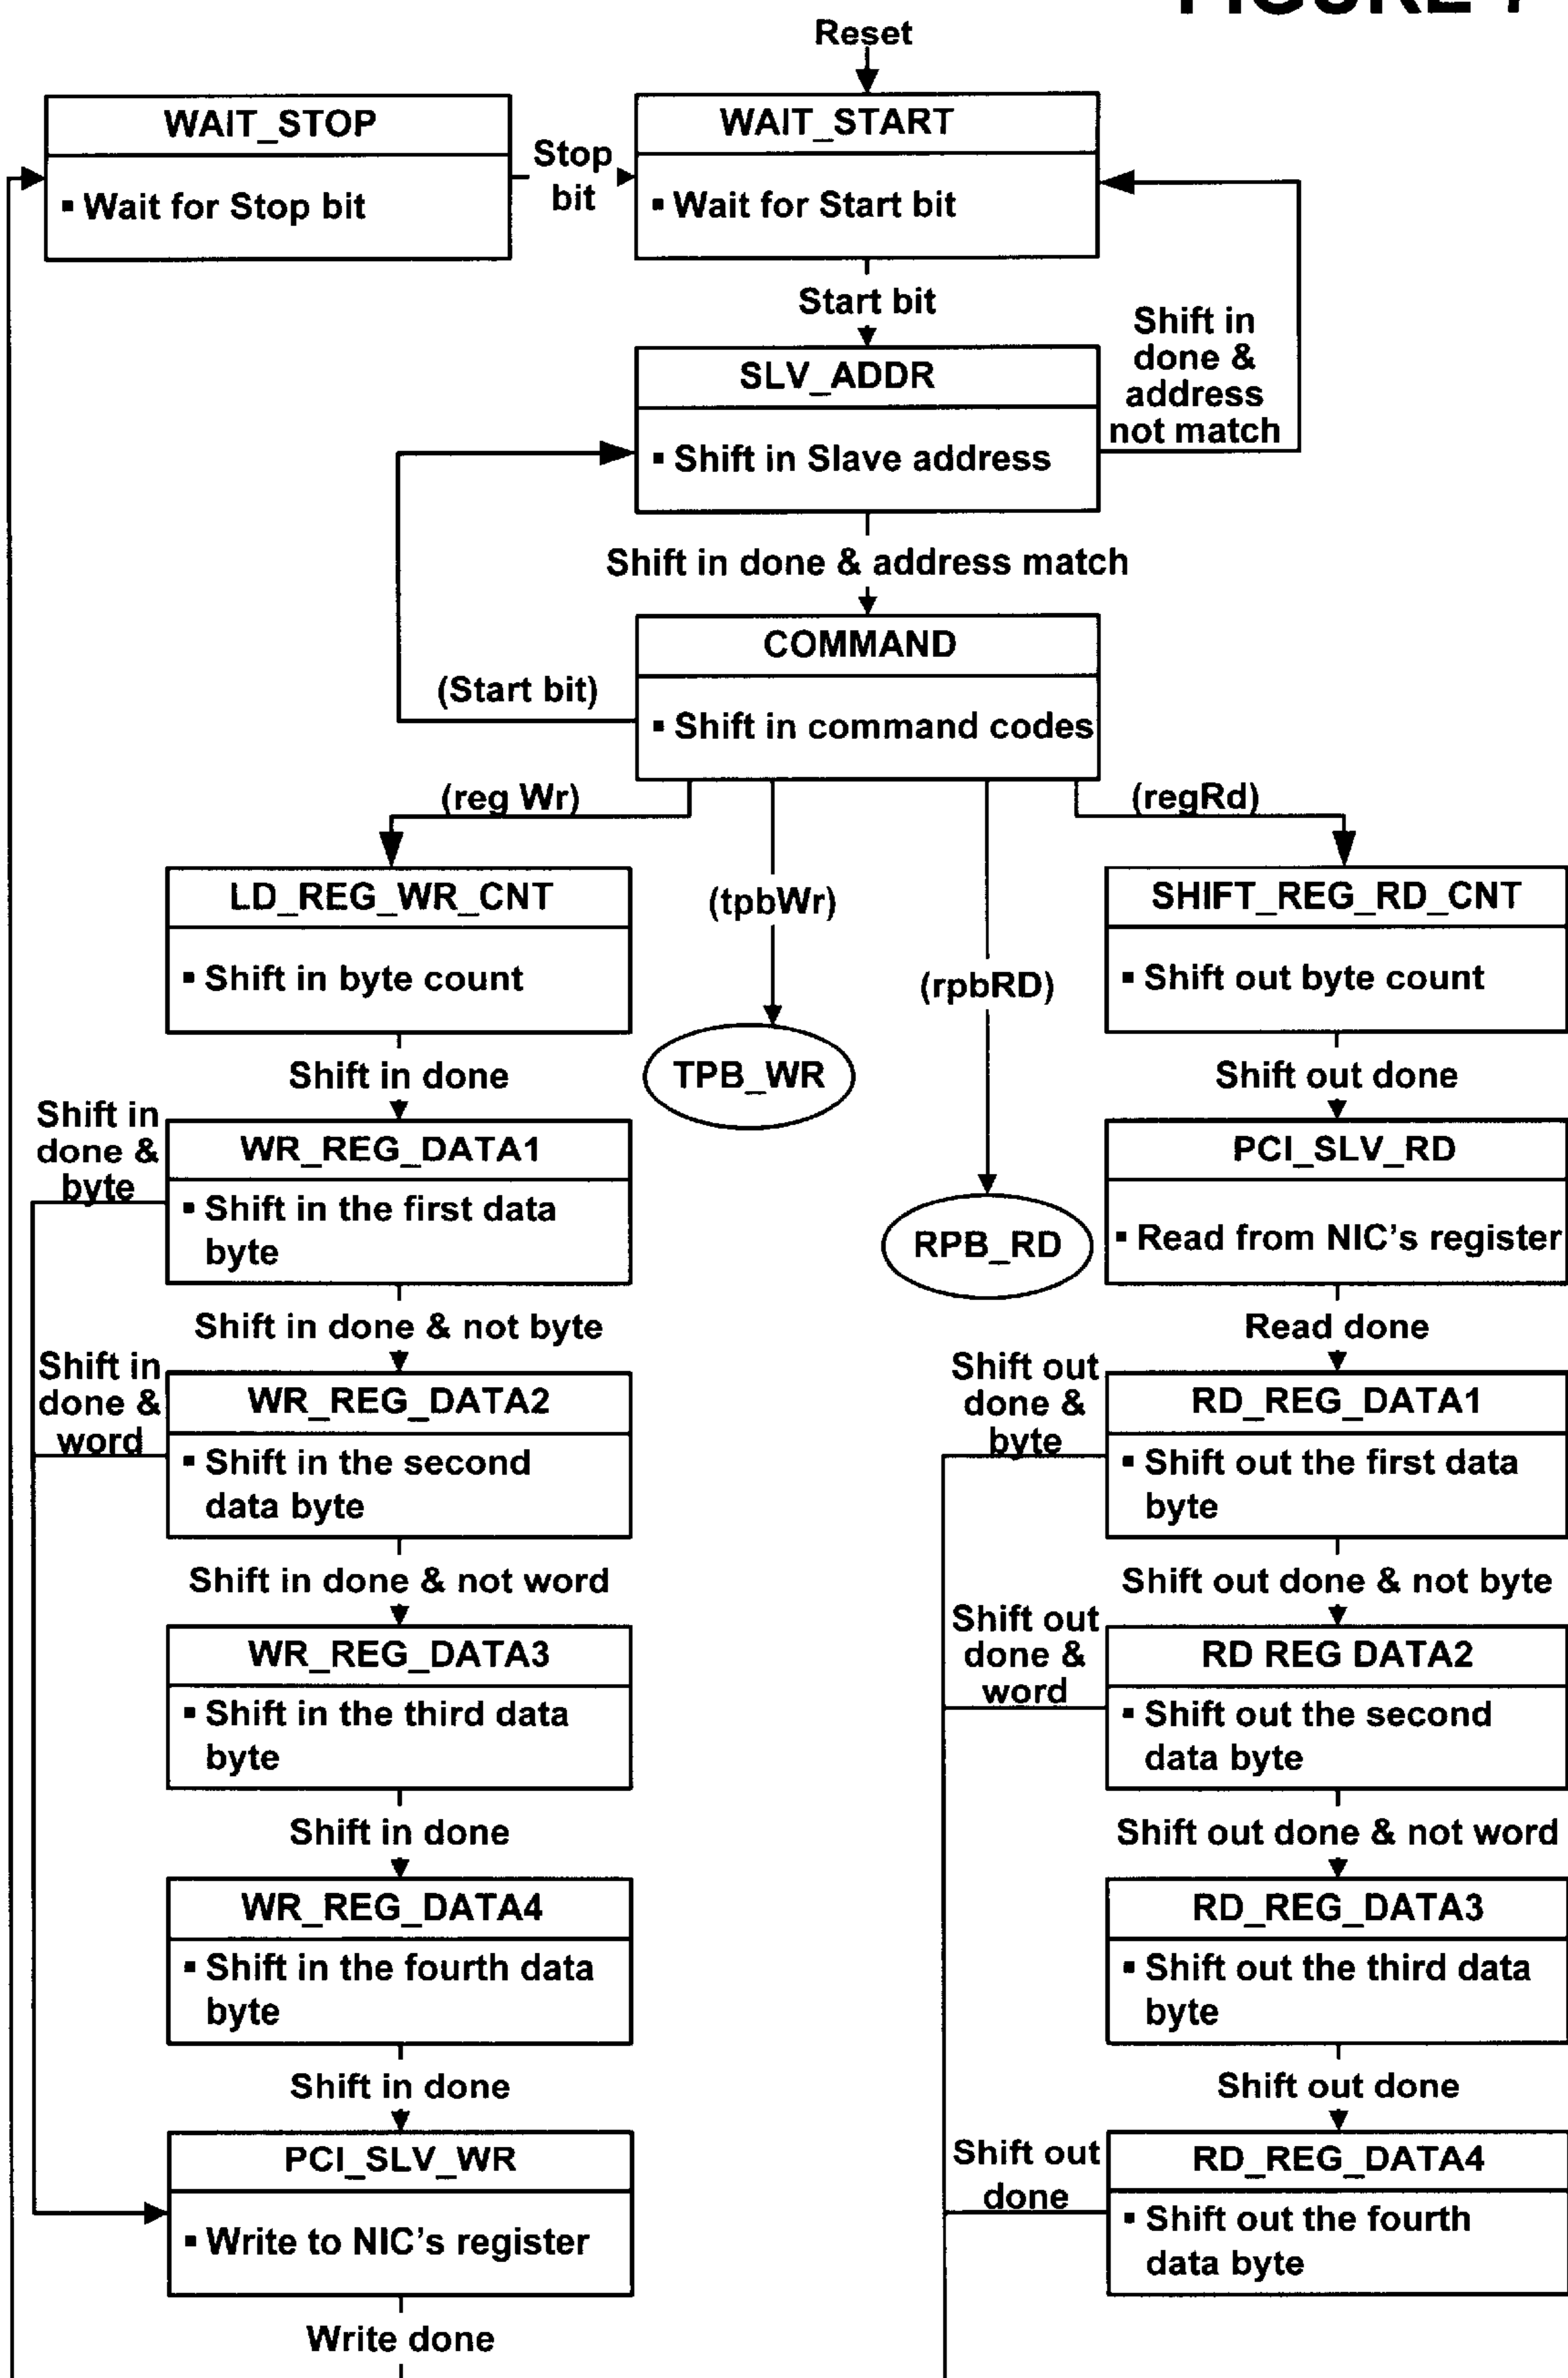 FIGURE 7
Reset
WAIT_STOP
▪ Wait for Stop bit
Stop
bit
WAIT_START
▪ Wait for Start bit
Start bit
SLV_ADDR
▪ Shift in Slave address
Shift in
done &
address
not match
Shift in done & address match
COMMAND
▪ Shift in command codes
(Start bit)
(reg Wr)
(tpbWr)
(rpbRD)
(regRd)
LD_REG_WR_CNT
▪ Shift in byte count
Shift in done
TPB_WR
RPB_RD
SHIFT_REG_RD_CNT
▪ Shift out byte count
Shift out done
Shift in
done &
byte
WR_REG_DATA1
▪ Shift in the first data
byte
Shift in done & not byte
PCI_SLV_RD
▪ Read from NIC's register
Read done
Shift in
done &
word
WR_REG_DATA2
▪ Shift in the second
data byte
Shift in done & not word
Shift out
done &
byte
RD_REG_DATA1
▪ Shift out the first data
byte
Shift out done & not byte
WR_REG_DATA3
▪ Shift in the third data
byte
Shift in done
Shift out
done &
word
RD REG DATA2
▪ Shift out the second
data byte
Shift out done & not word
WR_REG_DATA4
▪ Shift in the fourth data
byte
Shift in done
RD_REG_DATA3
▪ Shift out the third data
byte
Shift out done
PCI_SLV_WR
▪ Write to NIC's register
Write done
Shift out
done
RD_REG_DATA4
▪ Shift out the fourth
data byte